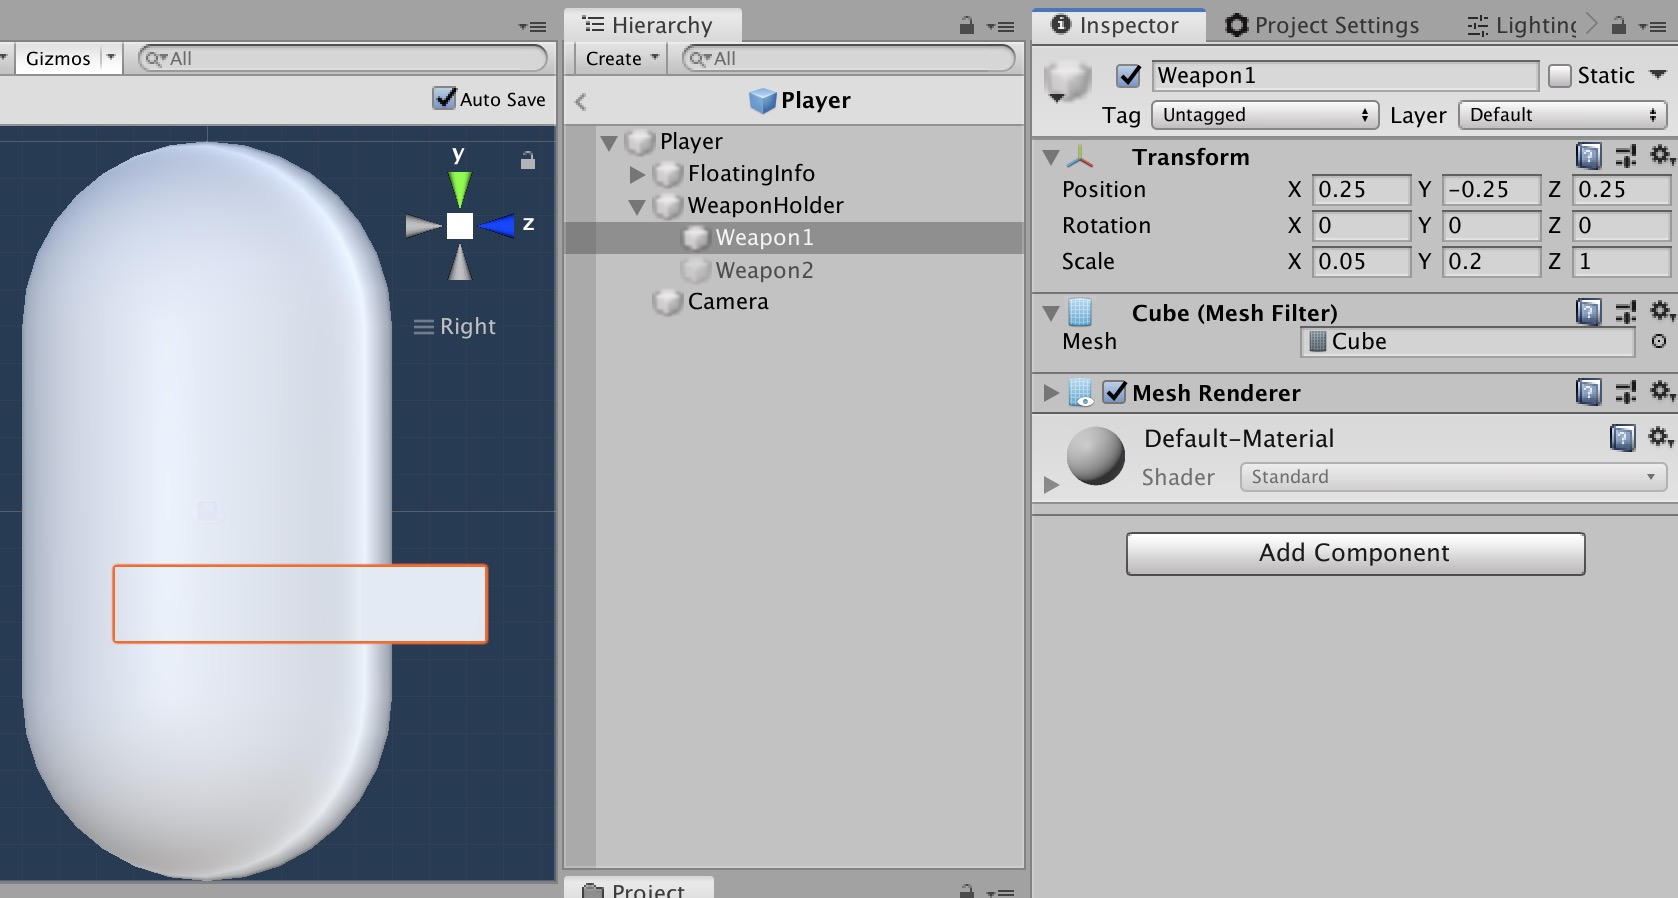 Gizmos
All
Auto Save
y
z
Right
Hierarchy
Create
All
Player
Player
FloatingInfo
WeaponHolder
Weapon1
Weapon2
Camera
Project
Inspector
Project Settings
Lighting
Weapon1
Static
Tag Untagged Layer Default
Transform
Position X 0.25 Y -0.25 Z 0.25
Rotation X 0 Y 0 Z 0
Scale X 0.05 Y 0.2 Z 1
Cube (Mesh Filter)
Mesh Cube
Mesh Renderer
Default-Material
Shader Standard
Add Component